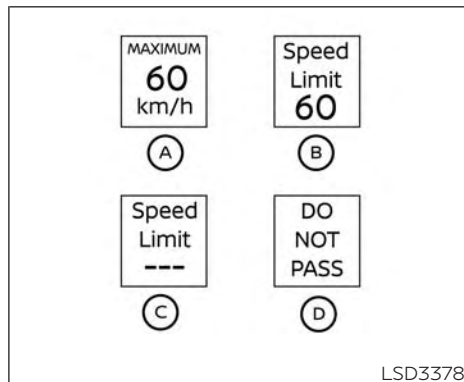 MAXIMUM
60
km/h
A
Speed
Limit
60
B
Speed
Limit
---
C
DO
NOT
PASS
D
LSD3378